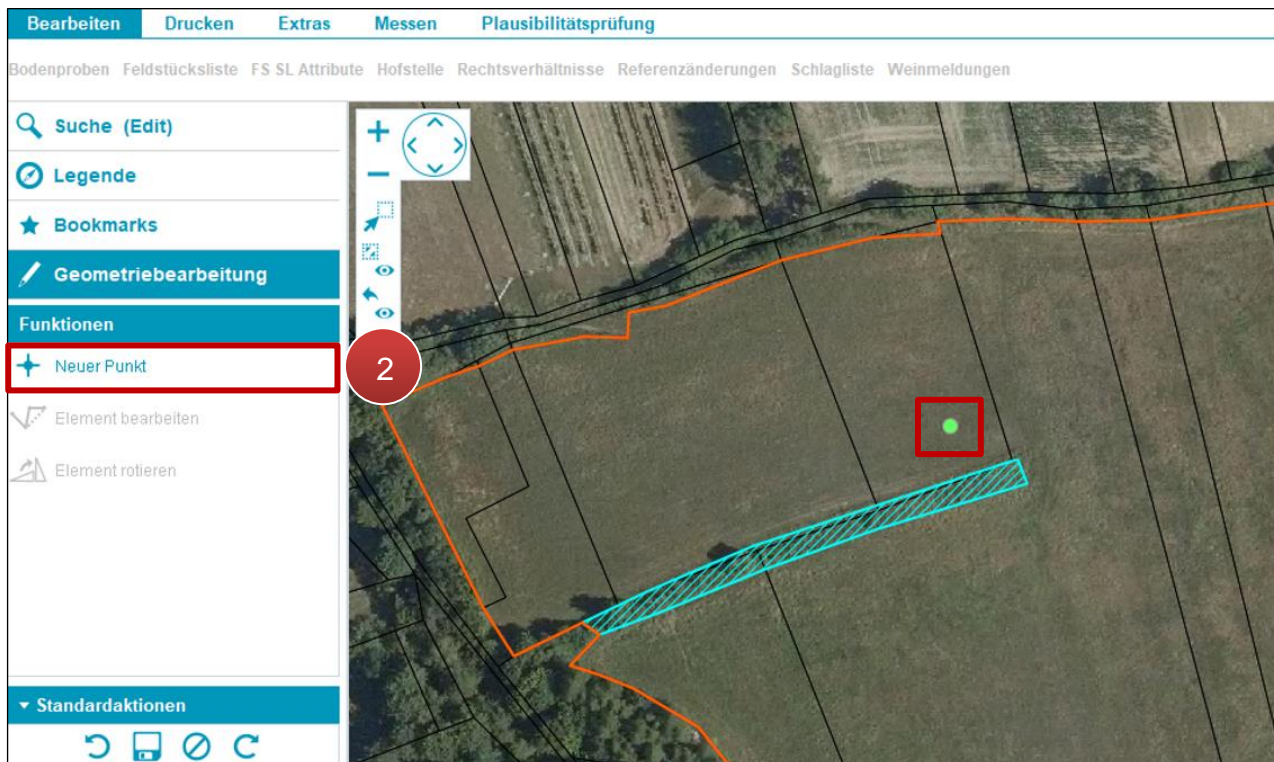 Bearbeiten Drucken Extras Messen Plausibilitätsprüfung
Bodenproben Feldstücksliste FS SL Attribute Hofstelle Rechtsverhältnisse Referenzänderungen Schlagliste Weinmeldungen
Suche (Edit)
Legende
Bookmarks
Geometriebearbeitung
Funktionen
Neuer Punkt
2
Element bearbeiten
Element rotieren
Standardaktionen